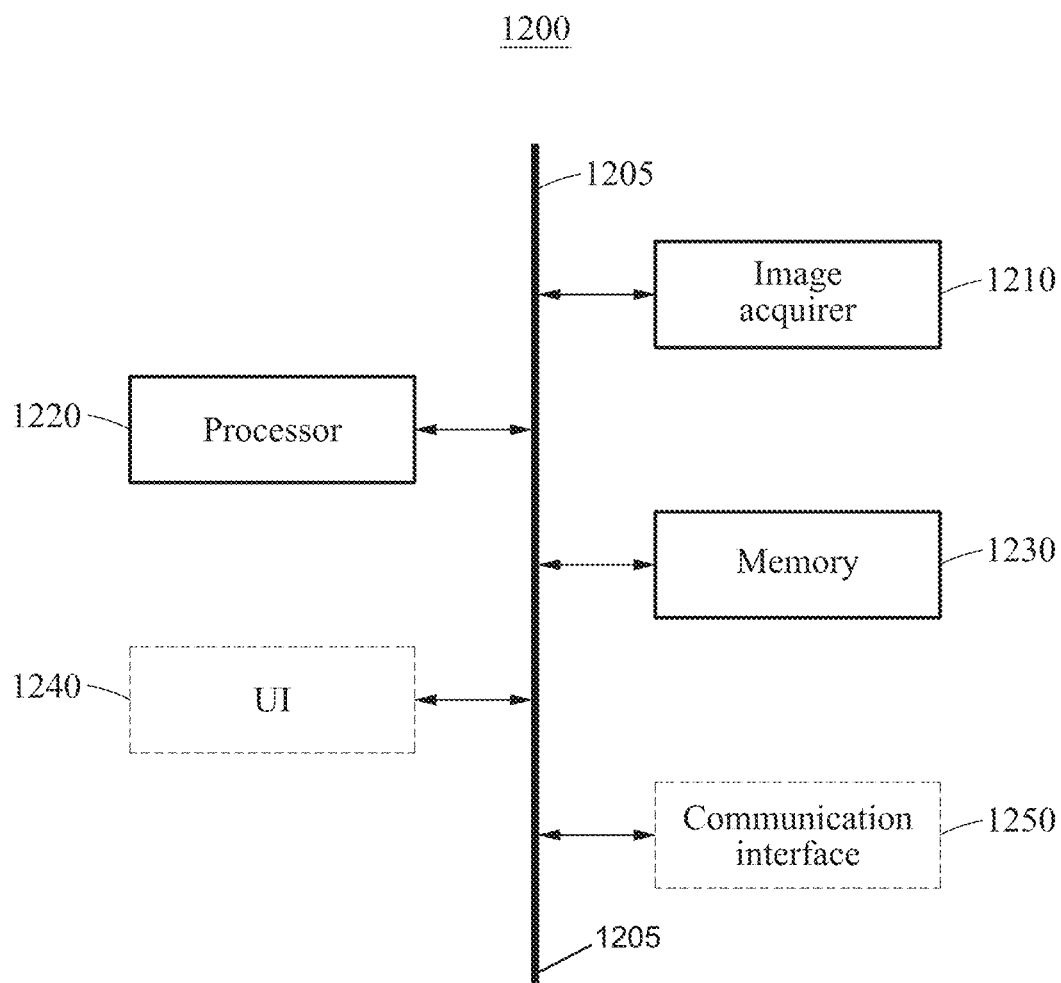 1200
1205
Image
acquirer
1210
1220
Processor
Memory
1230
1240
UI
Communication
interface
1250
1205